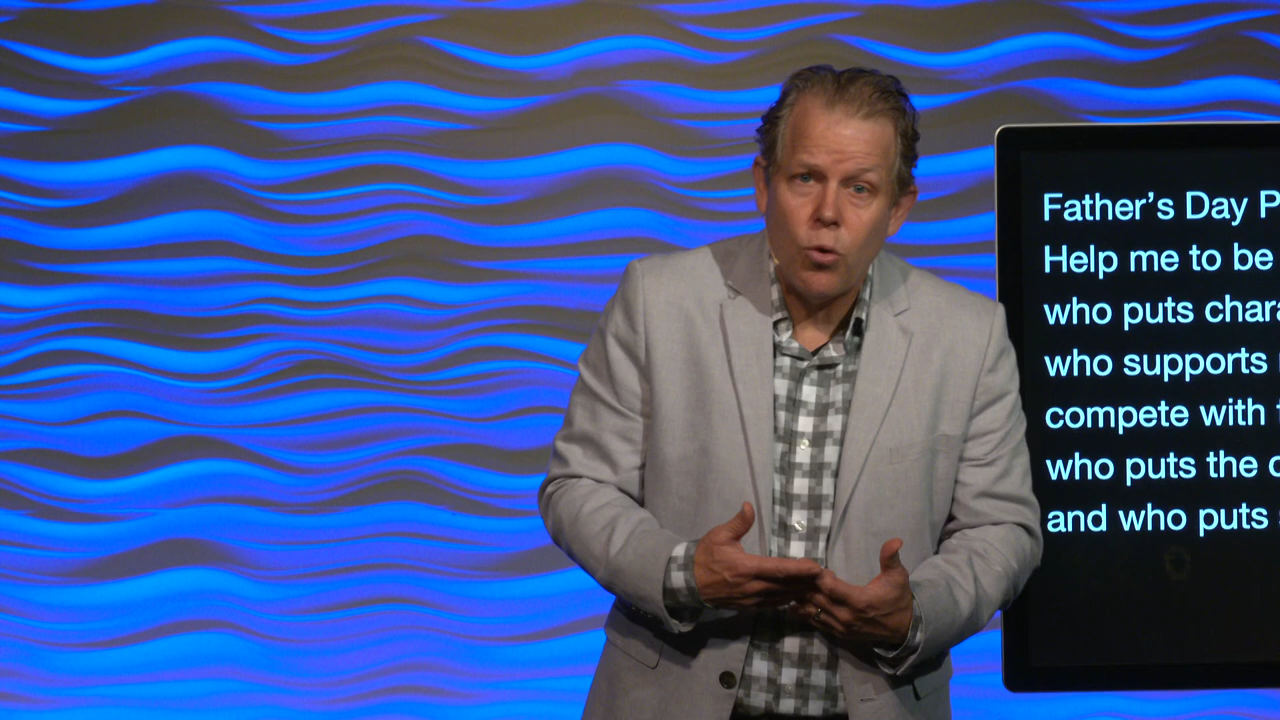 Father's Day P
Help me to be
who puts chara
who supports
compete with
who puts the
and who puts